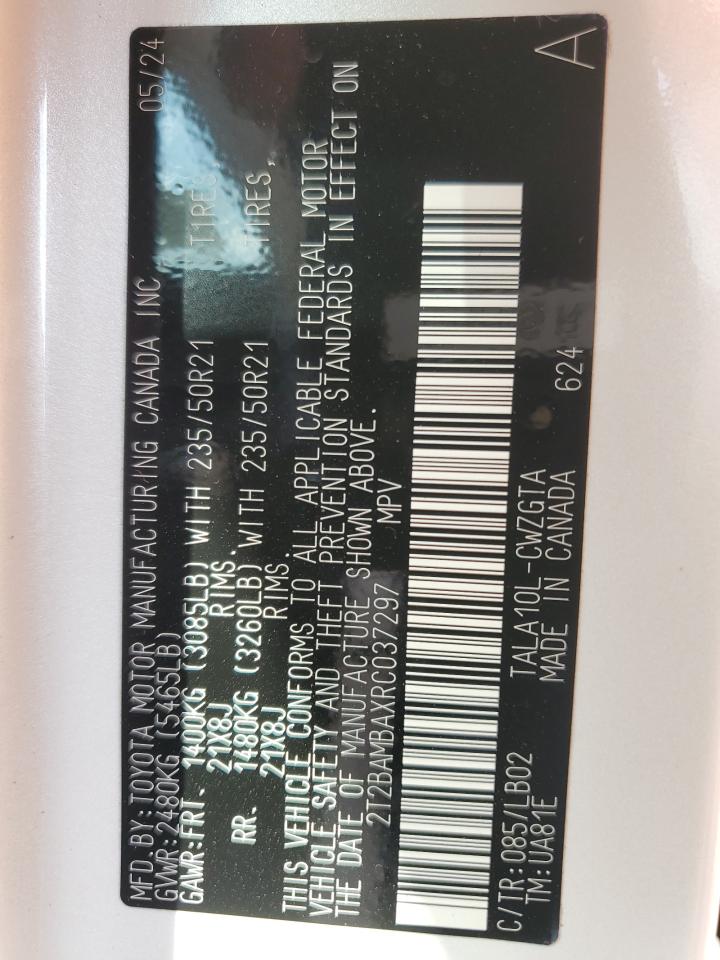 MFD. BY: TOYOTA MOTOR MANUFACTURING CANADA INC 05/24
GVWR: 2480KG (5465LB)
GAWR: FRT. 1400KG (3085LB) WITH 235/50R21 TIRES,
21X8J RIMS.
RR. 1480KG (3260LB) WITH 235/50R21 TIRES,
21X8J RIMS.
THIS VEHICLE CONFORMS TO ALL APPLICABLE FEDERAL MOTOR
VEHICLE SAFETY AND THEFT PREVENTION STANDARDS IN EFFECT ON
THE DATE OF MANUFACTURE SHOWN ABOVE.
2T2BAMBAXRC037297 MPV
C/TR: 085/LB02 TALA10L-CWZGTA 624
TM: UA81E MADE IN CANADA A